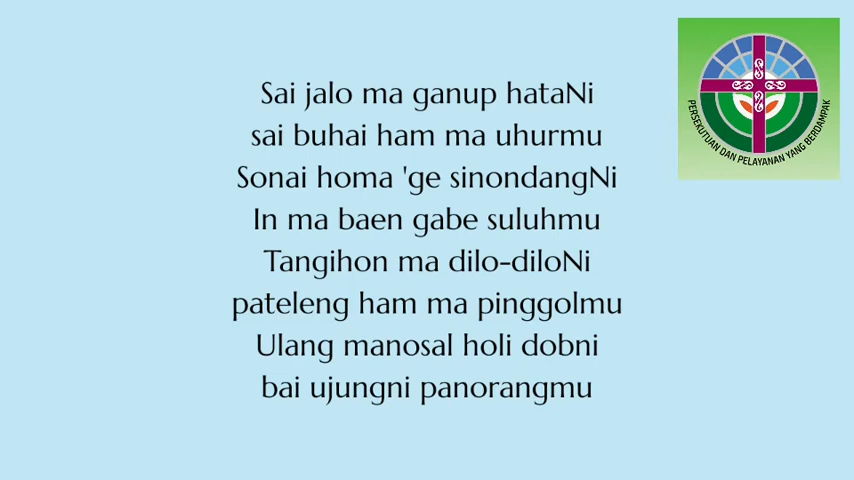 Sai jalo ma ganup hataNi
sai buhai ham ma uhurmu
Sonai homa 'ge sinondangNi
In ma baen gabe suluhmu
Tangihon ma dilo-diloNi
pateleng ham ma pinggolmu
Ulang manosal holi dobni
bai ujungni panorangmu
PERSEKUTUAN DAN PELAYANAN YANG BERDAMPAK